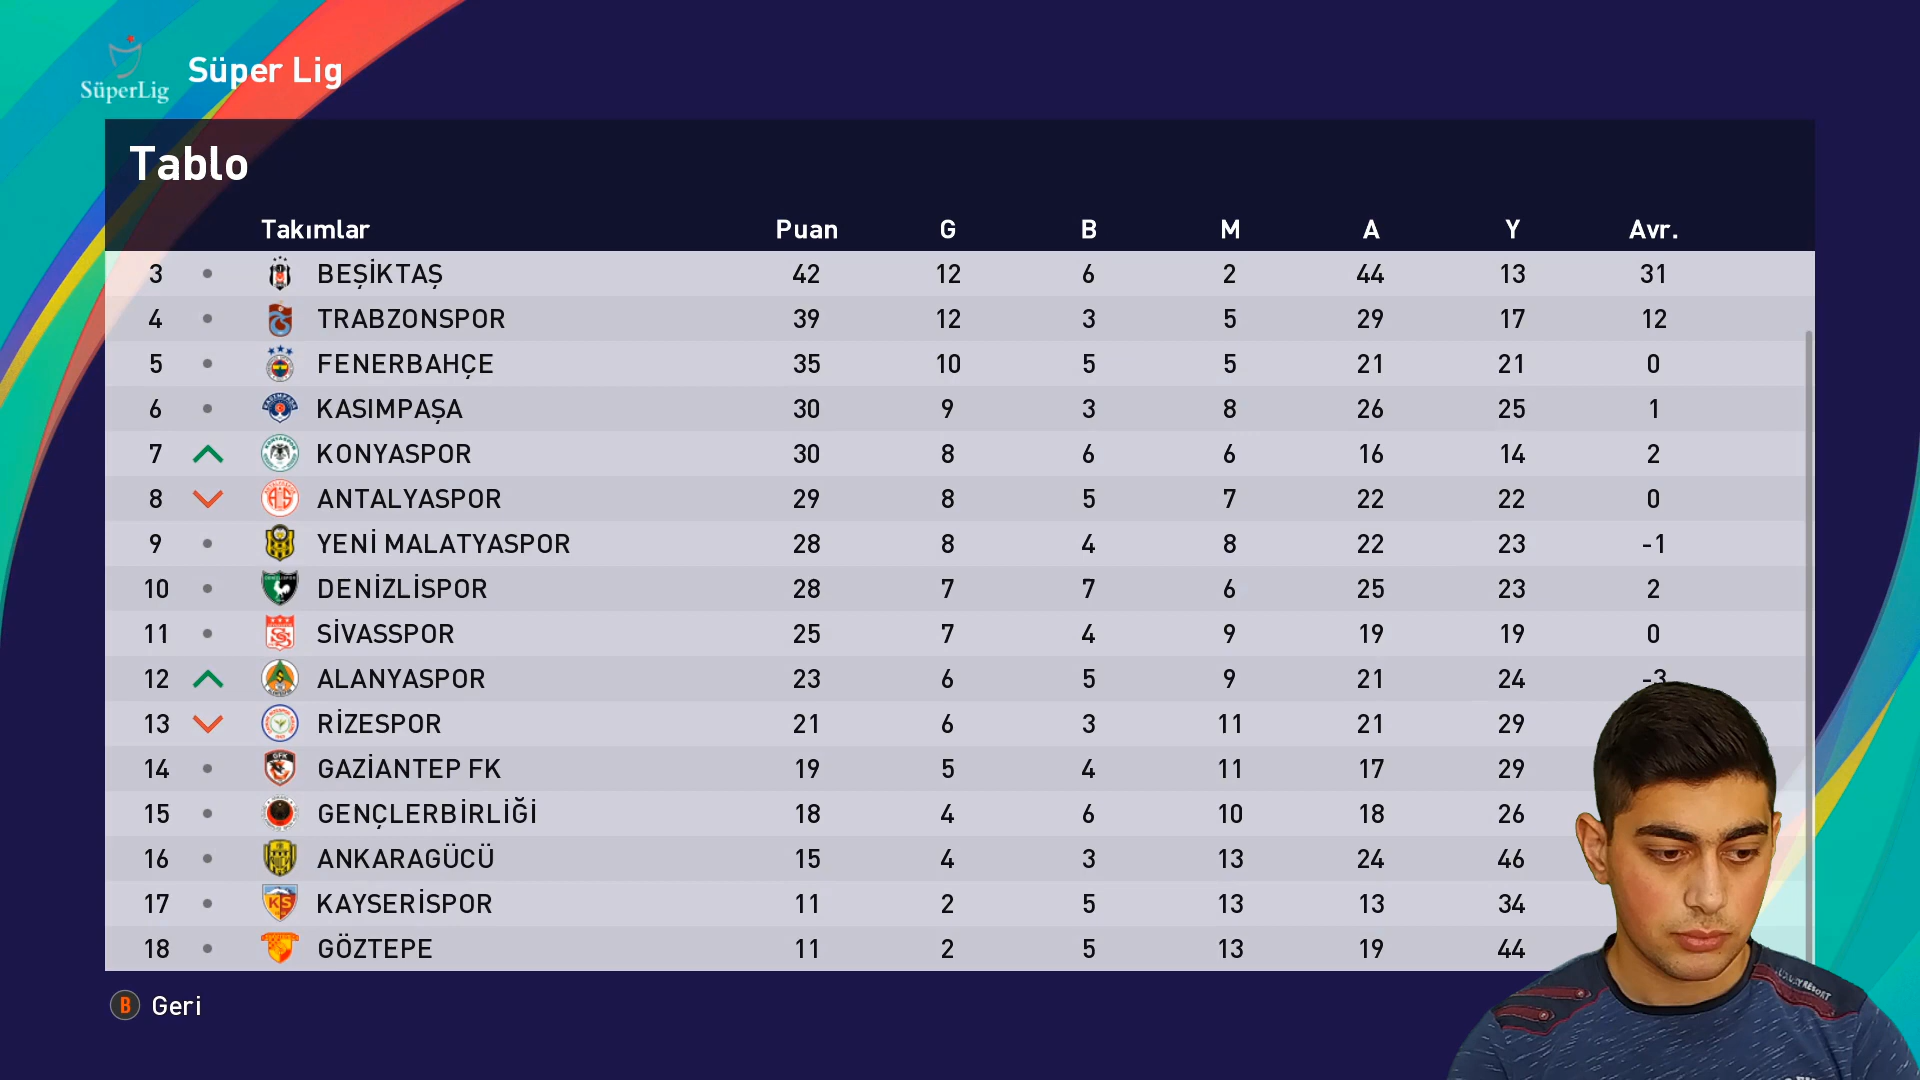 SüperLig Süper Lig
Tablo
Takımlar Puan G B M A Y Avr.
3 BEŞİKTAŞ 42 12 6 2 44 13 31
4 TRABZONSPOR 39 12 3 5 29 17 12
5 FENERBAHÇE 35 10 5 5 21 21 0
6 KASIMPAŞA 30 9 3 8 26 25 1
7 KONYASPOR 30 8 6 6 16 14 2
8 ANTALYASPOR 29 8 5 7 22 22 0
9 YENİ MALATYASPOR 28 8 4 8 22 23 -1
10 DENİZLİSPOR 28 7 7 6 25 23 2
11 SİVASSPOR 25 7 4 9 19 19 0
12 ALANYASPOR 23 6 5 9 21 24 -3
13 RİZESPOR 21 6 3 11 21 29
14 GAZİANTEP FK 19 5 4 11 17 29
15 GENÇLERBİRLİĞİ 18 4 6 10 18 26
16 ANKARAGÜCÜ 15 4 3 13 24 46
17 KAYSERİSPOR 11 2 5 13 13 34
18 GÖZTEPE 11 2 5 13 19 44
B Geri